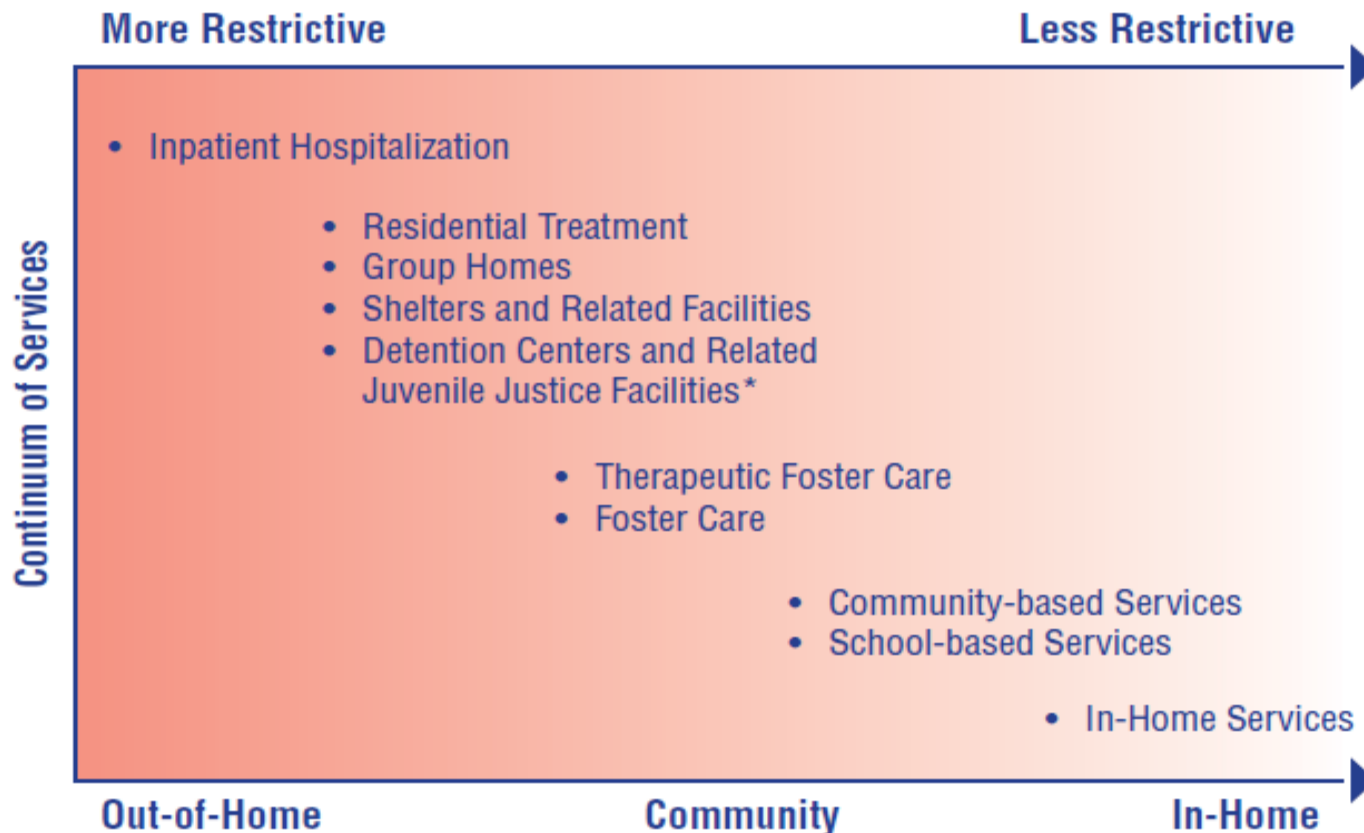 More Restrictive
Less Restrictive
Continuum of Services
• Inpatient Hospitalization
• Residential Treatment
• Group Homes
• Shelters and Related Facilities
• Detention Centers and Related
Juvenile Justice Facilities*
• Therapeutic Foster Care
• Foster Care
• Community-based Services
• School-based Services
• In-Home Services
Out-of-Home
Community
In-Home